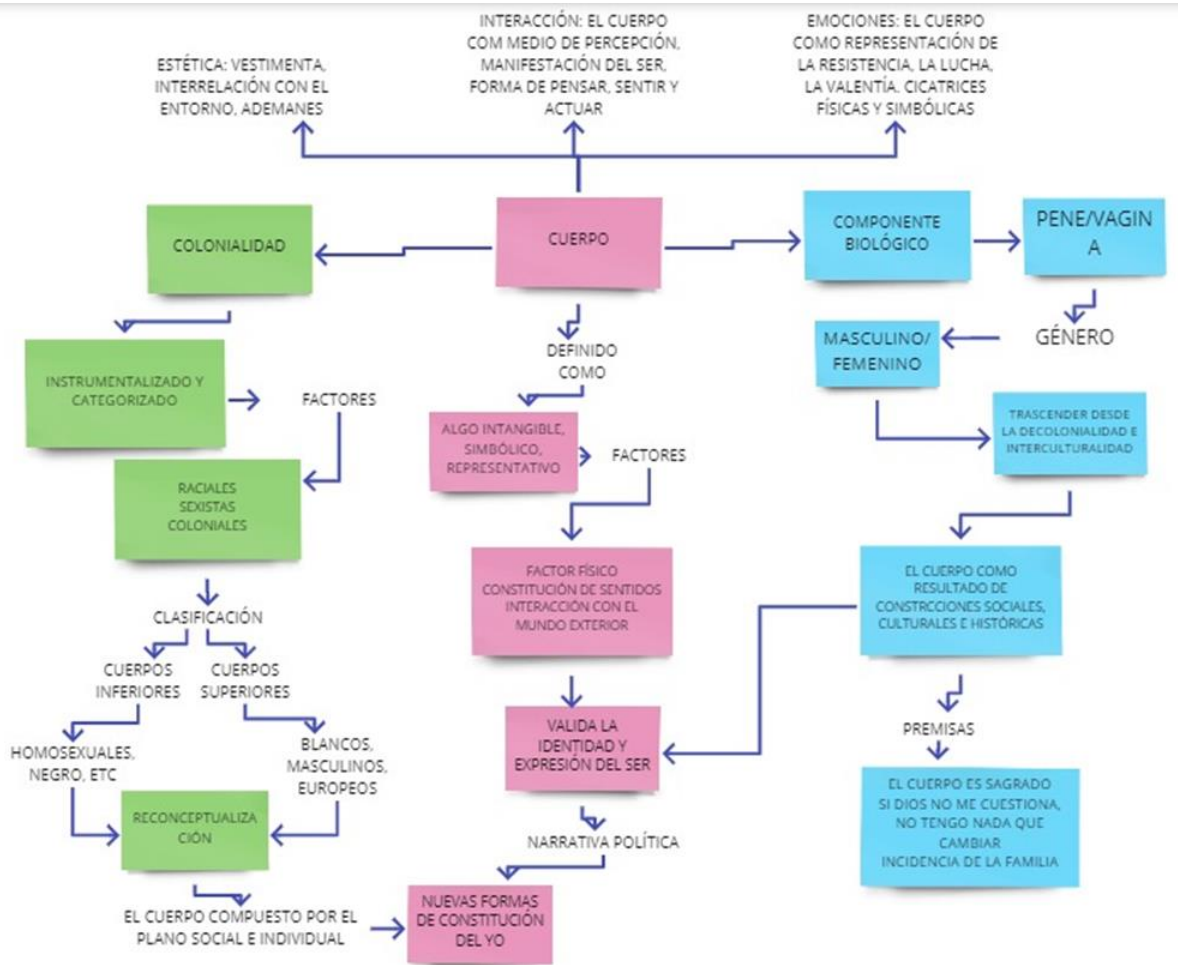 ESTÉTICA: VESTIMENTA,
INTERRELACIÓN CON EL
ENTORNO, ADEMANES
INTERACCIÓN: EL CUERPO
COM MEDIO DE PERCEPCIÓN,
MANIFESTACIÓN DEL SER,
FORMA DE PENSAR, SENTIR Y
ACTUAR
EMOCIONES: EL CUERPO
COMO REPRESENTACIÓN DE
LA RESISTENCIA, LA LUCHA,
LA VALENTÍA. CICATRICES
FÍSICAS Y SIMBÓLICAS
COLONIALIDAD
CUERPO
COMPONENTE
BIOLÓGICO
PENE/VAGIN
A
GÉNERO
MASCULINO/
FEMENINO
TRASCENDER DESDE
LA DECOLONIALIDAD E
INTERCULTURALIDAD
INSTRUMENTALIZADO Y
CATEGORIZADO
FACTORES
RACIALES
SEXISTAS
COLONIALES
DEFINIDO
COMO
ALGO INTANGIBLE,
SIMBÓLICO,
REPRESENTATIVO
FACTORES
FACTOR FÍSICO
CONSTITUCIÓN DE SENTIDOS
INTERACCIÓN CON EL
MUNDO EXTERIOR
EL CUERPO COMO
RESULTADO DE
CONSTRCCIONES SOCIALES,
CULTURALES E HISTÓRICAS
CLASIFICACIÓN
CUERPOS
INFERIORES
CUERPOS
SUPERIORES
HOMOSEXUALES,
NEGRO, ETC
BLANCOS,
MASCULINOS,
EUROPEOS
RECONCEPTUALIZA
CIÓN
EL CUERPO COMPUESTO POR EL
PLANO SOCIAL E INDIVIDUAL
VALIDA LA
IDENTIDAD Y
EXPRESIÓN DEL SER
NARRATIVA POLÍTICA
NUEVAS FORMAS
DE CONSTITUCIÓN
DEL YO
PREMISAS
EL CUERPO ES SAGRADO
SI DIOS NO ME CUESTIONA,
NO TENGO NADA QUE
CAMBIAR
INCIDENCIA DE LA FAMILIA